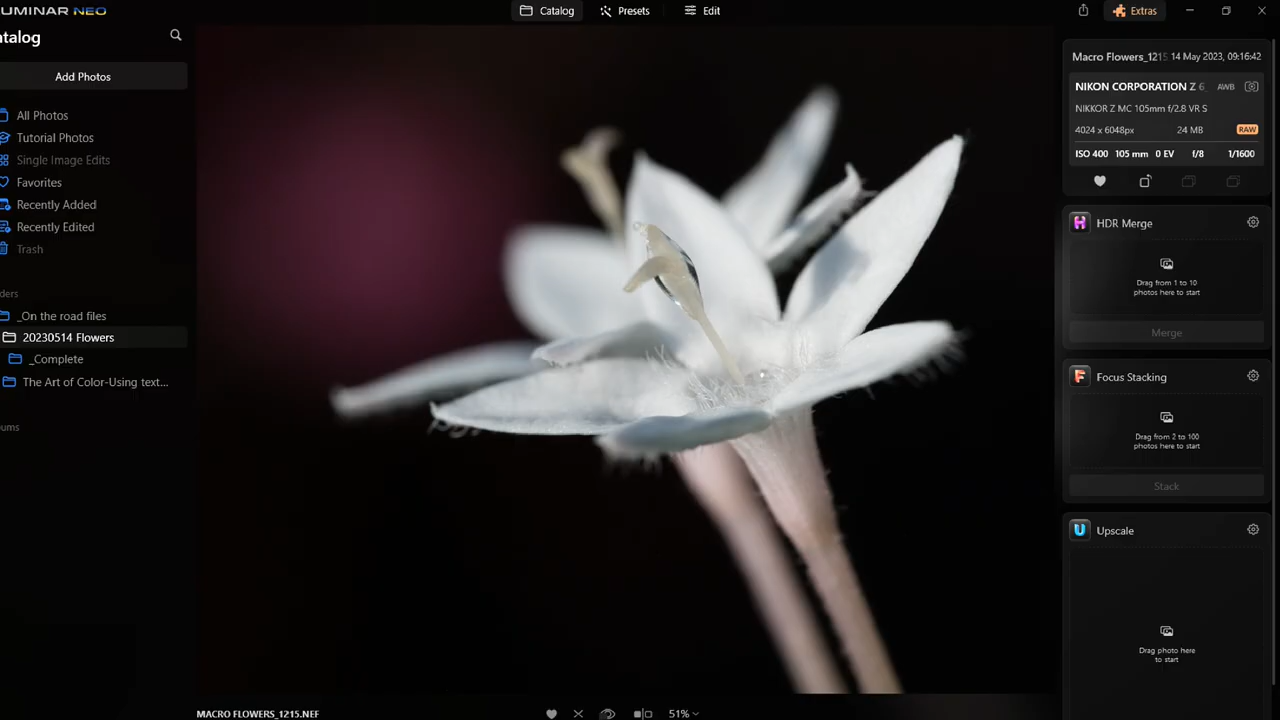 UMINAR NEO
Catalog
Presets
Edit
Extras
atalog
Add Photos
All Photos
Tutorial Photos
Single Image Edits
Favorites
Recently Added
Recently Edited
Trash
ders
_On the road files
20230514 Flowers
_Complete
The Art of Color-Using text...
ums
Macro Flowers_1215 14 May 2023, 09:16:42
NIKON CORPORATION Z 6_ AWB
NIKKOR Z MC 105mm f/2.8 VR S
4024 x 6048px 24 MB RAW
ISO 400 105 mm 0 EV f/8 1/1600
HDR Merge
Drag from 1 to 10
photos here to start
Merge
Focus Stacking
Drag from 2 to 100
photos here to start
Stack
Upscale
Drag photo here
to start
MACRO FLOWERS_1215.NEF
51%